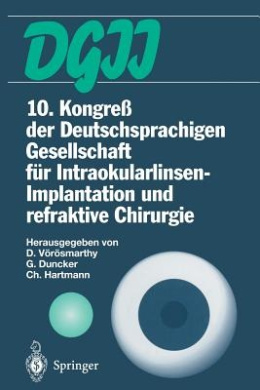 DGII
10. Kongreß
der Deutschsprachigen
Gesellschaft
für Intraokularlinsen-
Implantation und
refraktive Chirurgie
Herausgegeben von
D. Vörösmarthy
G. Duncker
Ch. Hartmann
Springer